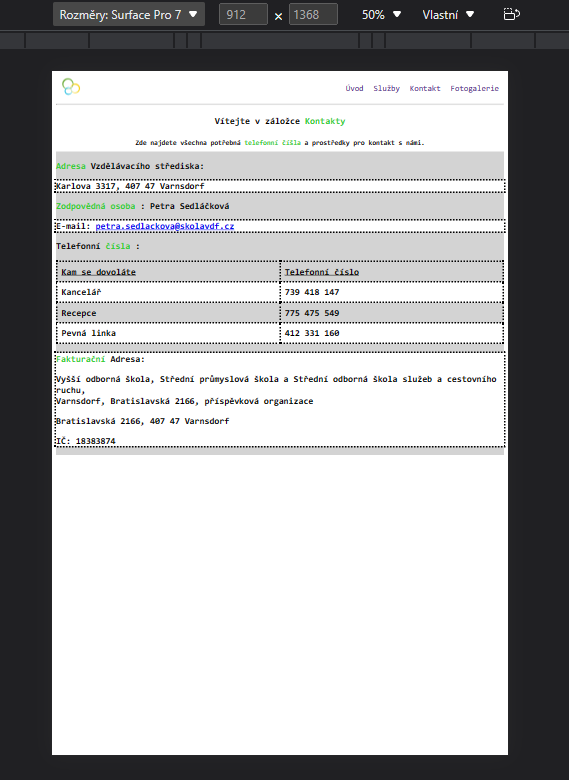 Rozměry: Surface Pro 7 ▼ 912 × 1368 50% ▼ Vlastní ▼
Úvod Služby Kontakt Fotogalerie
Vítejte v záložce Kontakty
Zde najdete všechna potřebná telefonní čísla a prostředky pro kontakt s námi.
Adresa Vzdělávacího střediska:
Karlova 3317, 407 47 Varnsdorf
Zodpovědná osoba : Petra Sedláčková
E-mail: petra.sedlackova@skolavdf.cz
Telefonní čísla :
Kam se dovoláte Telefonní číslo
Kancelář 739 418 147
Recepce 775 475 549
Pevná linka 412 331 160
Fakturační Adresa:
Vyšší odborná škola, Střední průmyslová škola a Střední odborná škola služeb a cestovního
ruchu,
Varnsdorf, Bratislavská 2166, příspěvková organizace
Bratislavská 2166, 407 47 Varnsdorf
IČ: 18383874